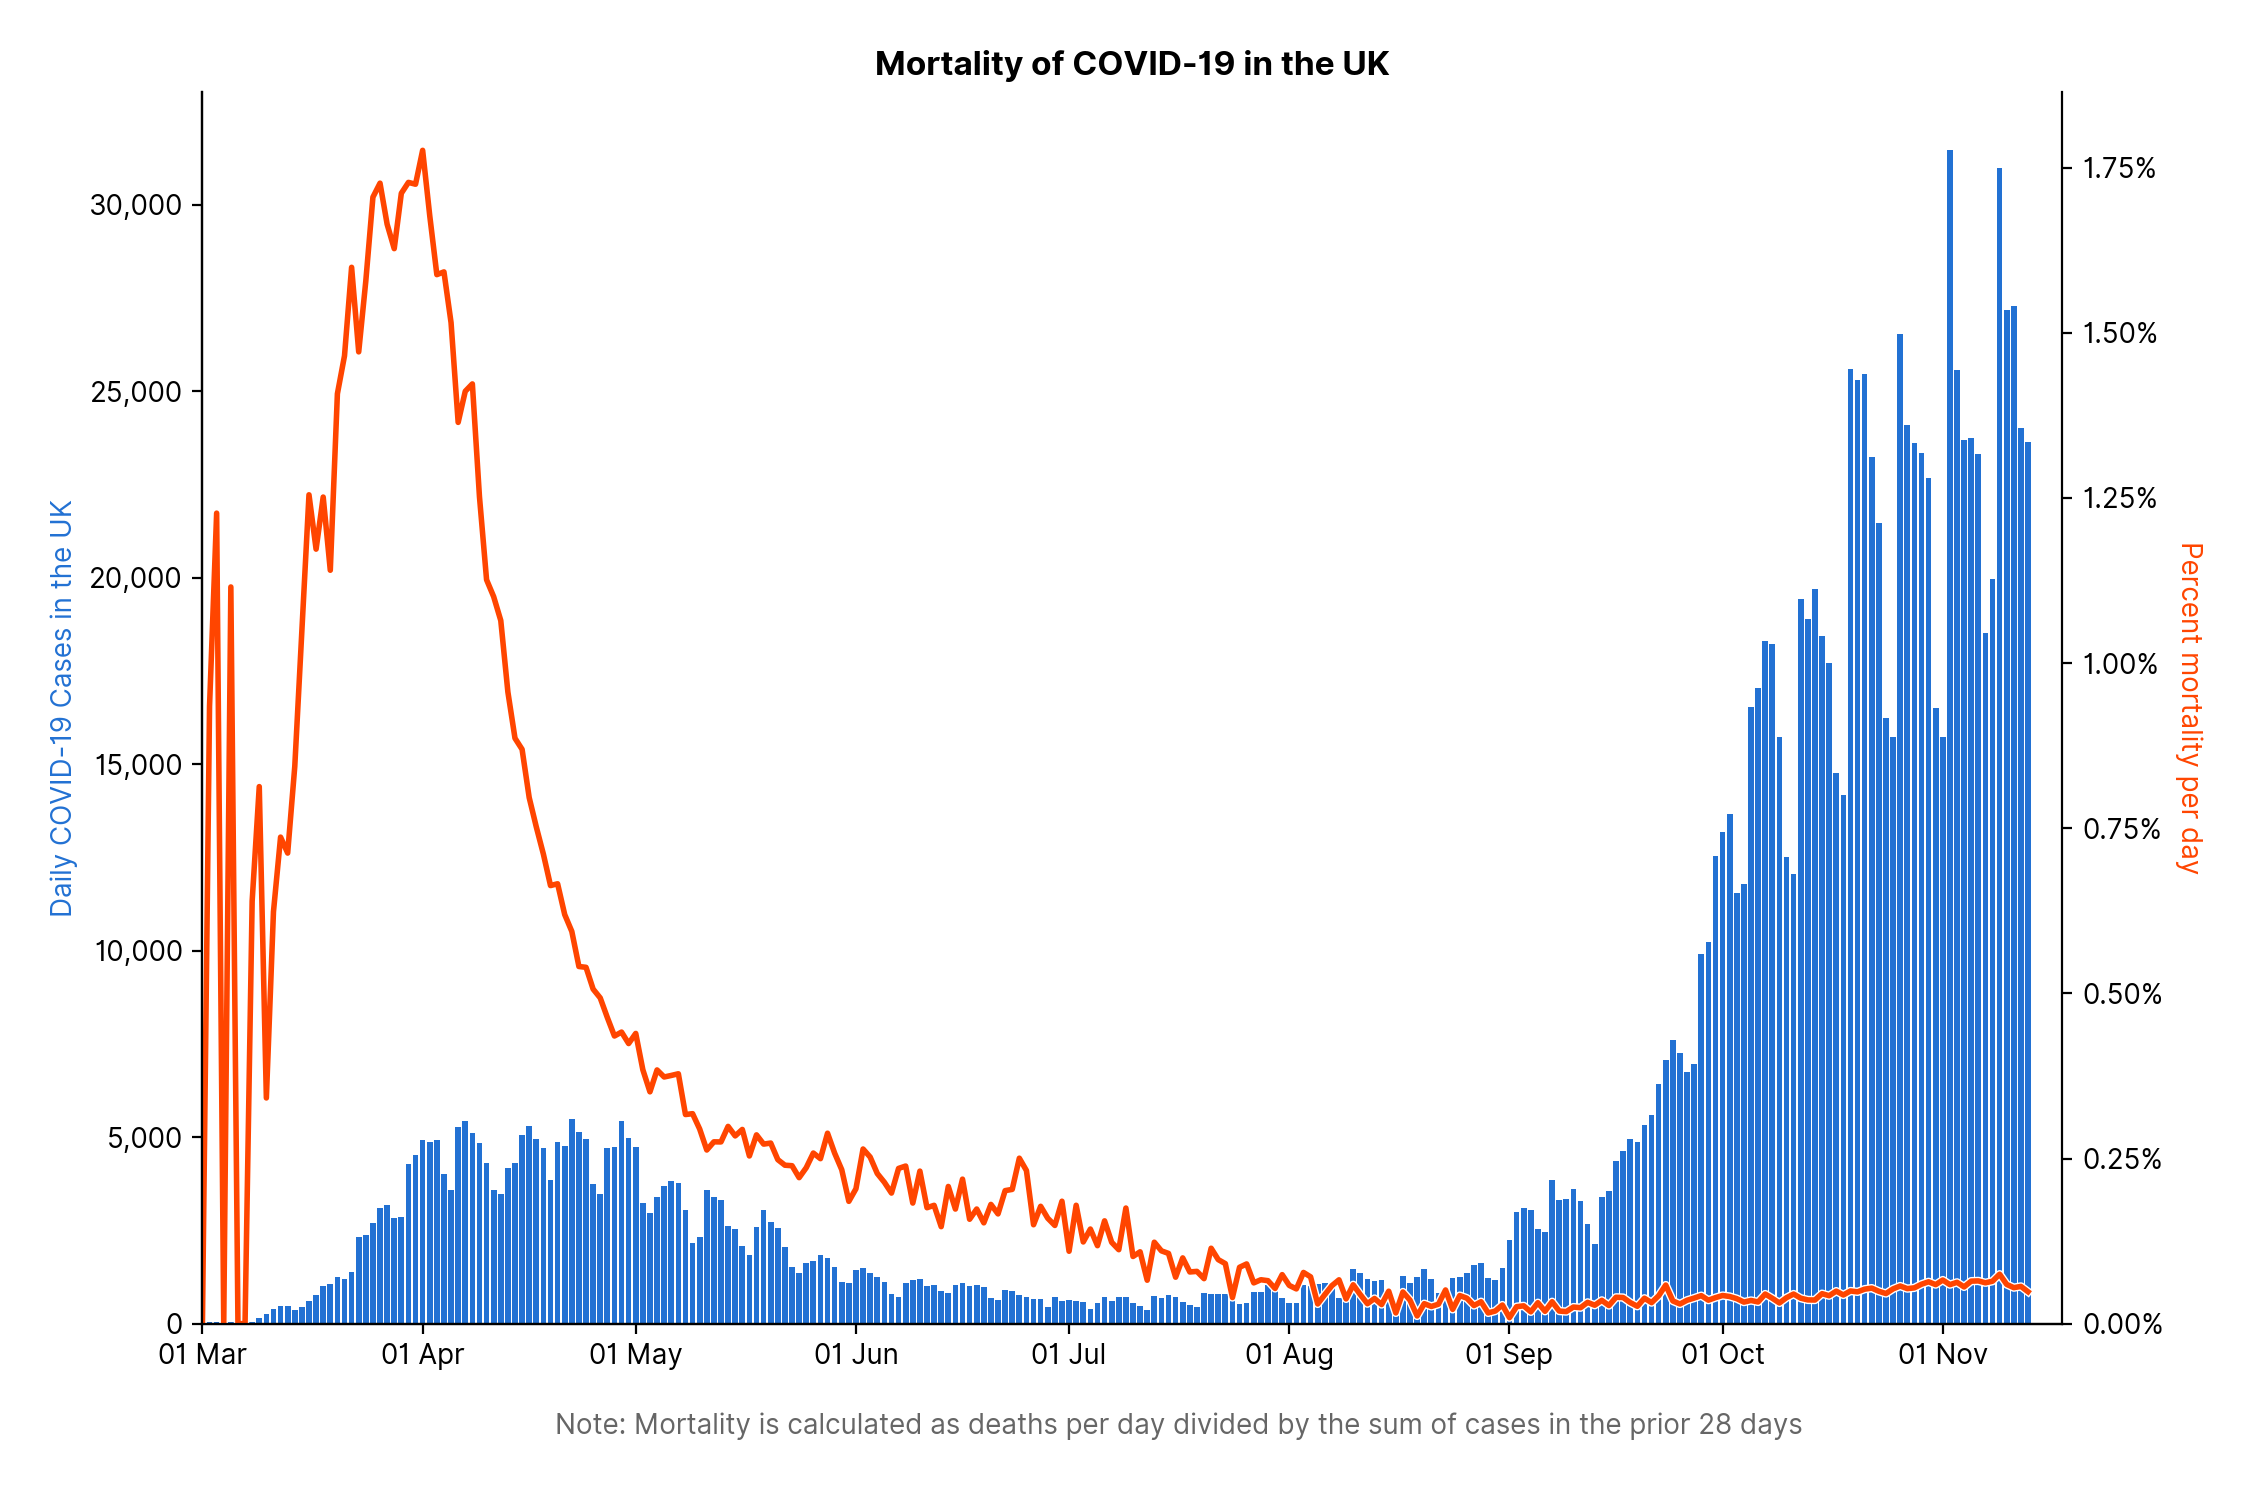 Mortality of COVID-19 in the UK
Daily COVID-19 Cases in the UK
30,000
25,000
20,000
15,000
10,000
5,000
0
1.75%
1.50%
1.25%
1.00%
0.75%
0.50%
0.25%
0.00%
Percent mortality per day
01 Mar
01 Apr
01 May
01 Jun
01 Jul
01 Aug
01 Sep
01 Oct
01 Nov
Note: Mortality is calculated as deaths per day divided by the sum of cases in the prior 28 days